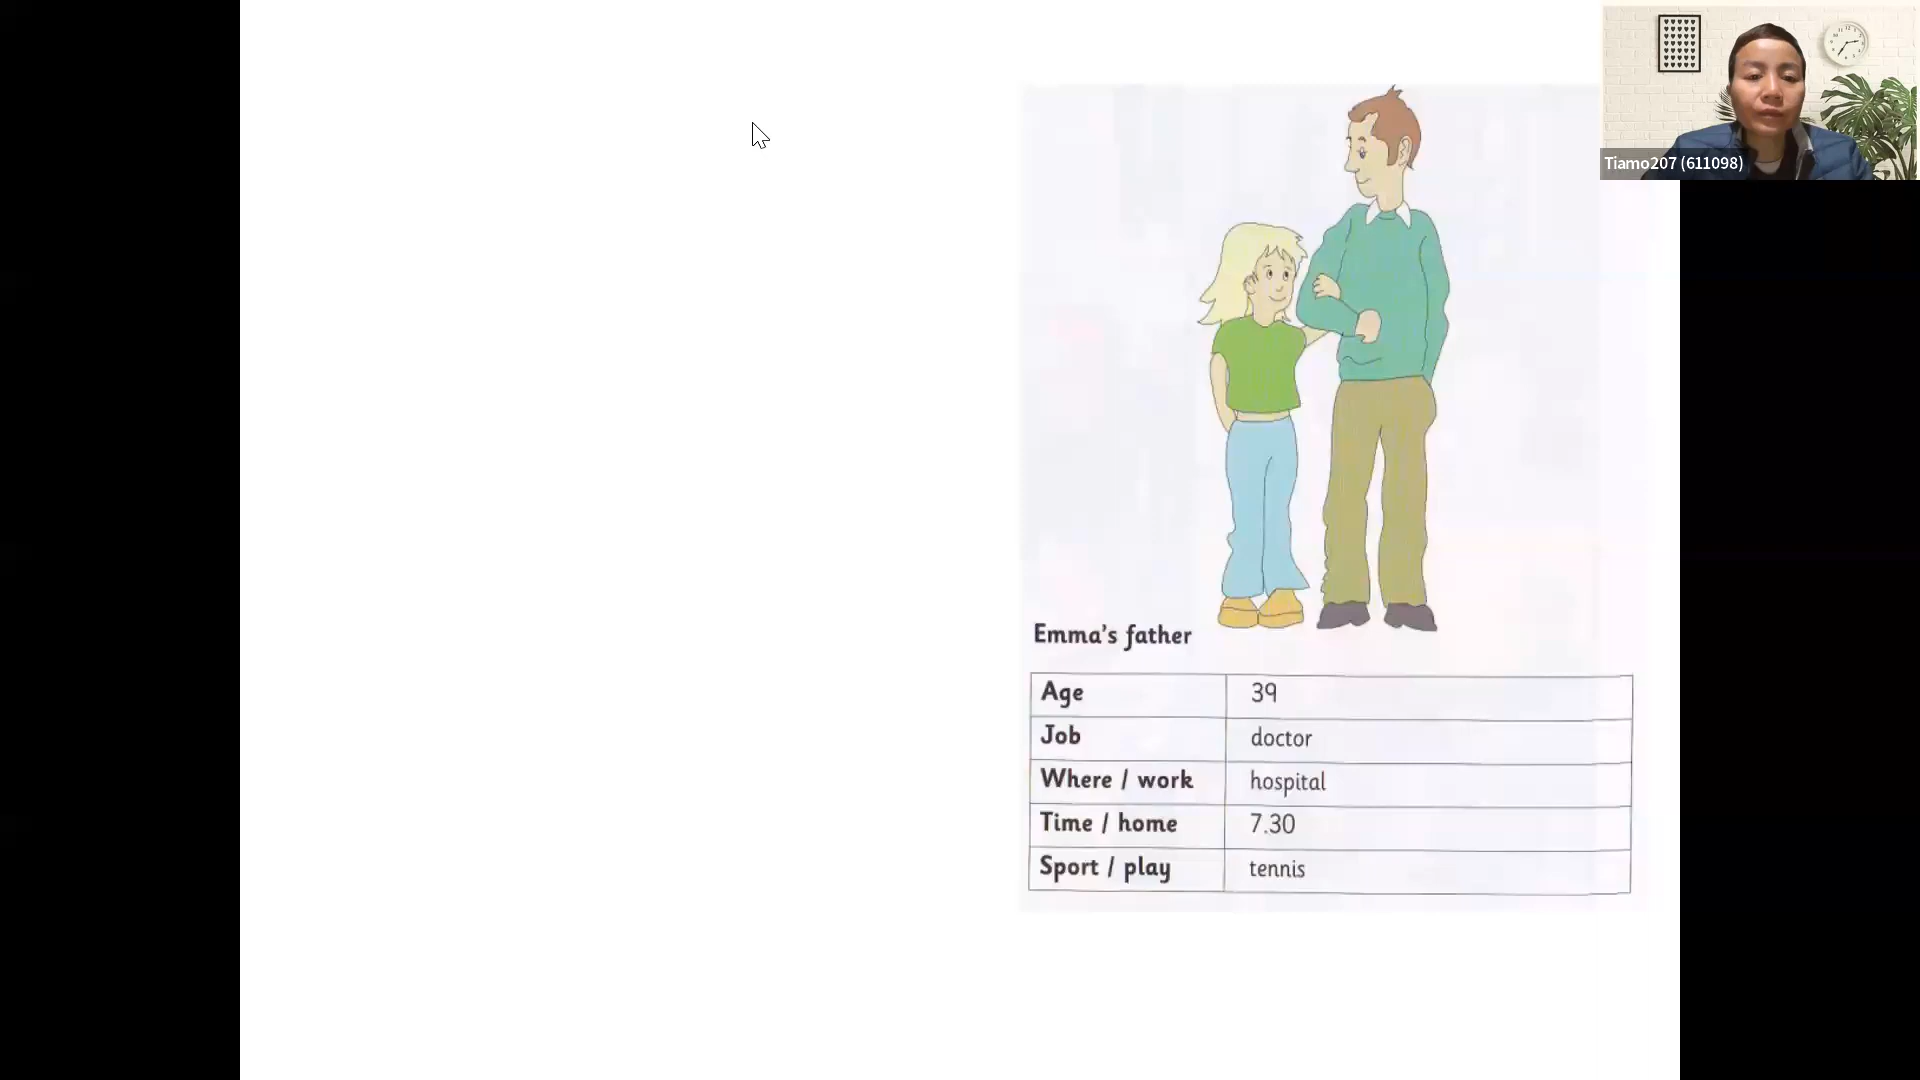 Tiamo207 (611098)
Emma's father
Age 39
Job doctor
Where / work hospital
Time / home 7.30
Sport / play tennis